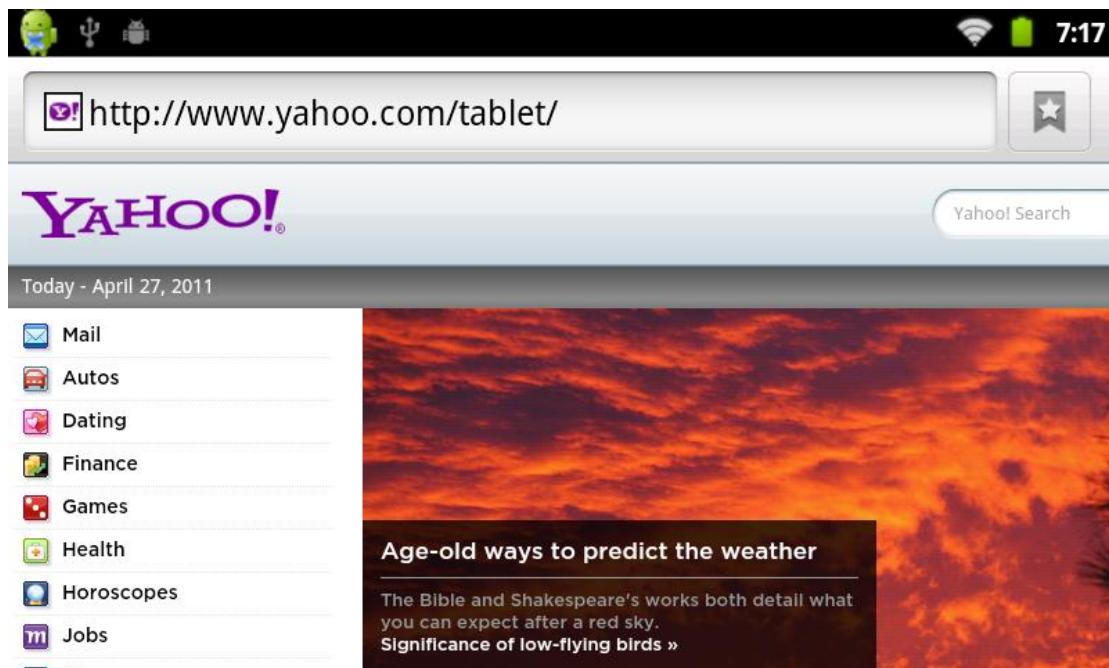 7:17
http://www.yahoo.com/tablet/
YAHOO!®
Yahoo! Search
Today - April 27, 2011
Mail
Autos
Dating
Finance
Games
Health
Horoscopes
Jobs
Age-old ways to predict the weather
The Bible and Shakespeare's works both detail what
you can expect after a red sky.
Significance of low-flying birds »